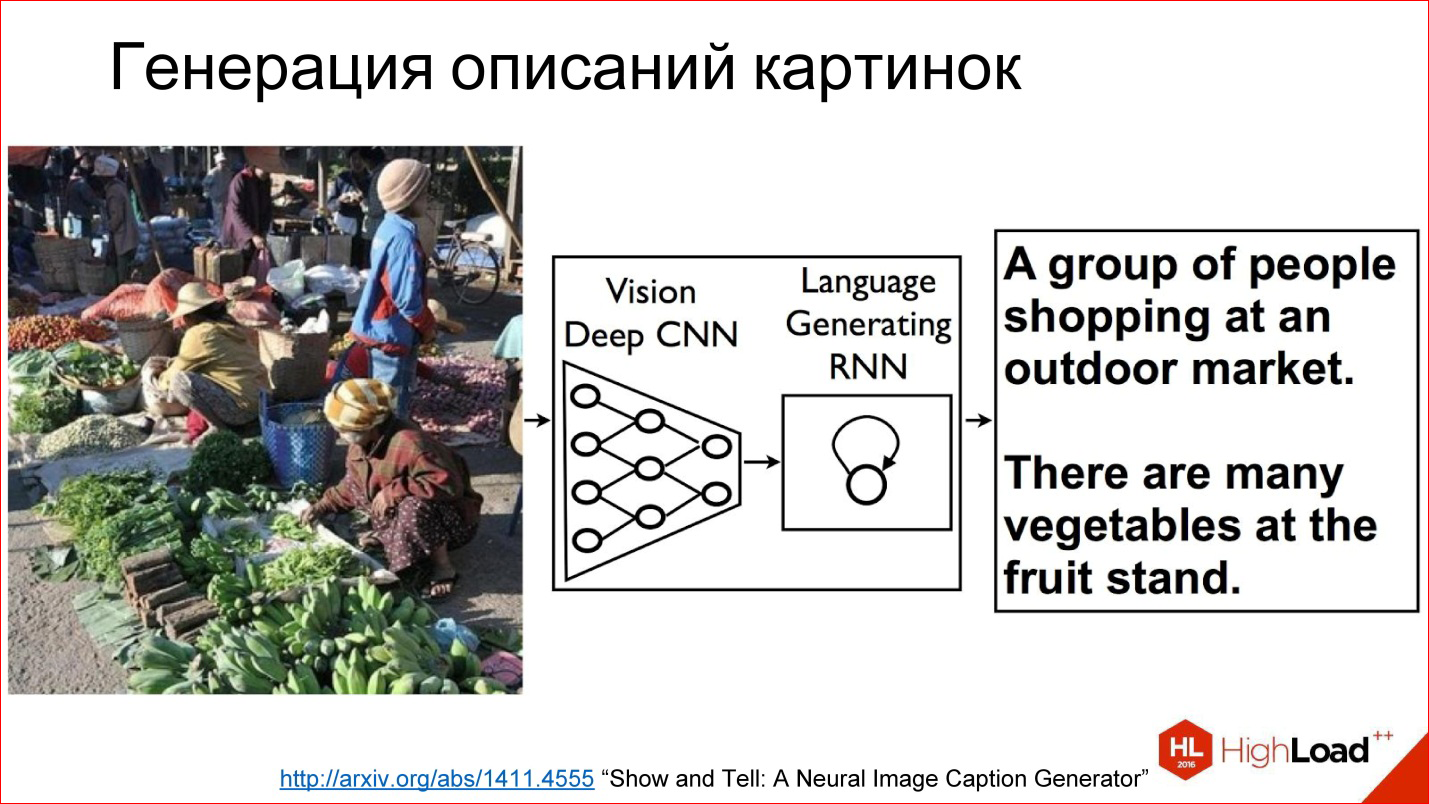 Генерация описаний картинок
Vision
Deep CNN
Language
Generating
RNN
A group of people
shopping at an
outdoor market.
There are many
vegetables at the
fruit stand.
HL
2016
HighLoad++
http://arxiv.org/abs/1411.4555 “Show and Tell: A Neural Image Caption Generator”